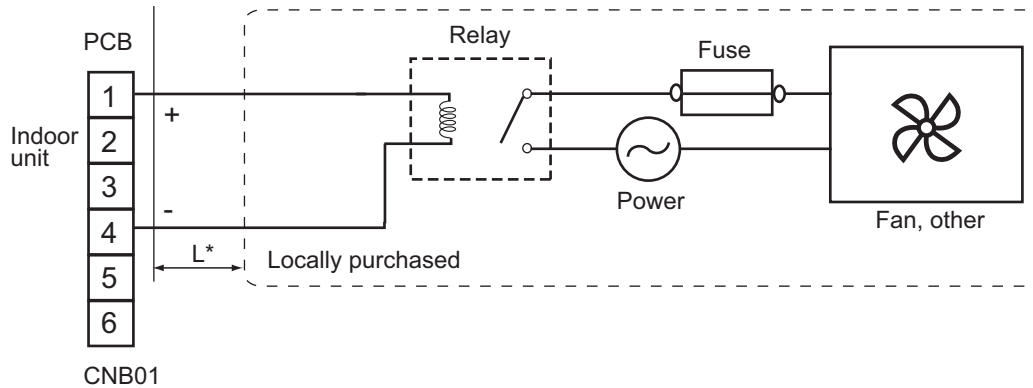 PCB
Relay
Fuse
1
+
Indoor
unit
2
3
-
4
Power
Fan, other
L*
Locally purchased
5
6
CNB01